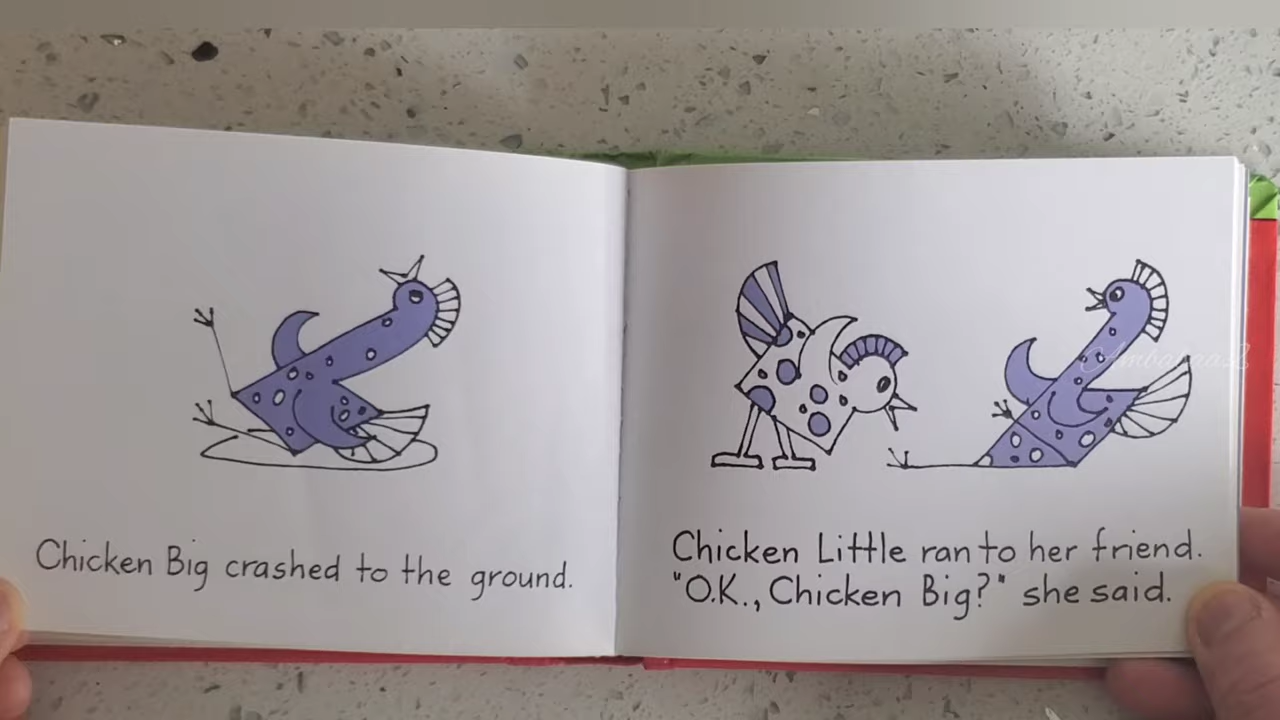 Chicken Big crashed to the ground.
Chicken Little ran to her friend.
"O.K., Chicken Big?" she said.